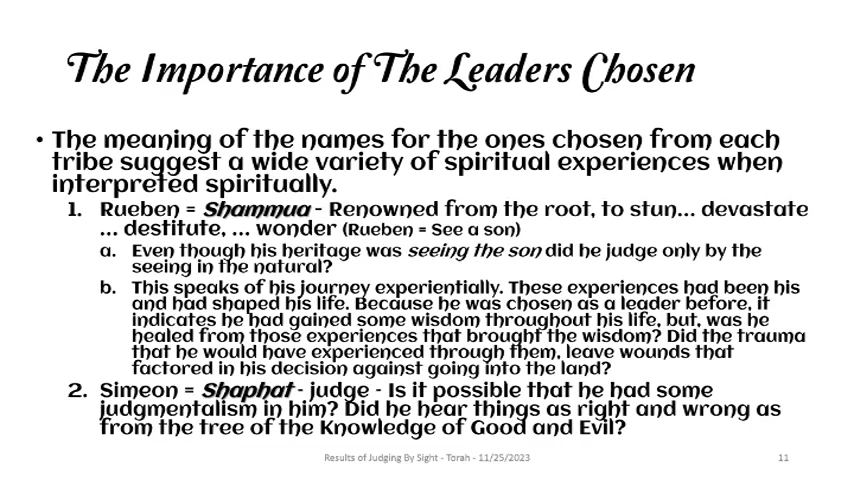 The Importance of The Leaders Chosen
• The meaning of the names for the ones chosen from each
tribe suggest a wide variety of spiritual experiences when
interpreted spiritually.
1. Rueben = Shammua - Renowned from the root, to stun... devastate
... destitute, ... wonder (Rueben = See a son)
a. Even though his heritage was seeing the son did he judge only by the
seeing in the natural?
b. This speaks of his journey experientially. These experiences had been his
and had shaped his life. Because he was chosen as a leader before, it
indicates he had gained some wisdom throughout his life, but, was he
healed from those experiences that brought the wisdom? Did the trauma
that he would have experienced through them, leave wounds that
factored in his decision against going into the land?
2. Simeon = Shaphat - judge - Is it possible that he had some
judgmentalism in him? Did he hear things as right and wrong as
from the tree of the Knowledge of Good and Evil?
Results of Judging By Sight - Torah - 11/25/2023
11